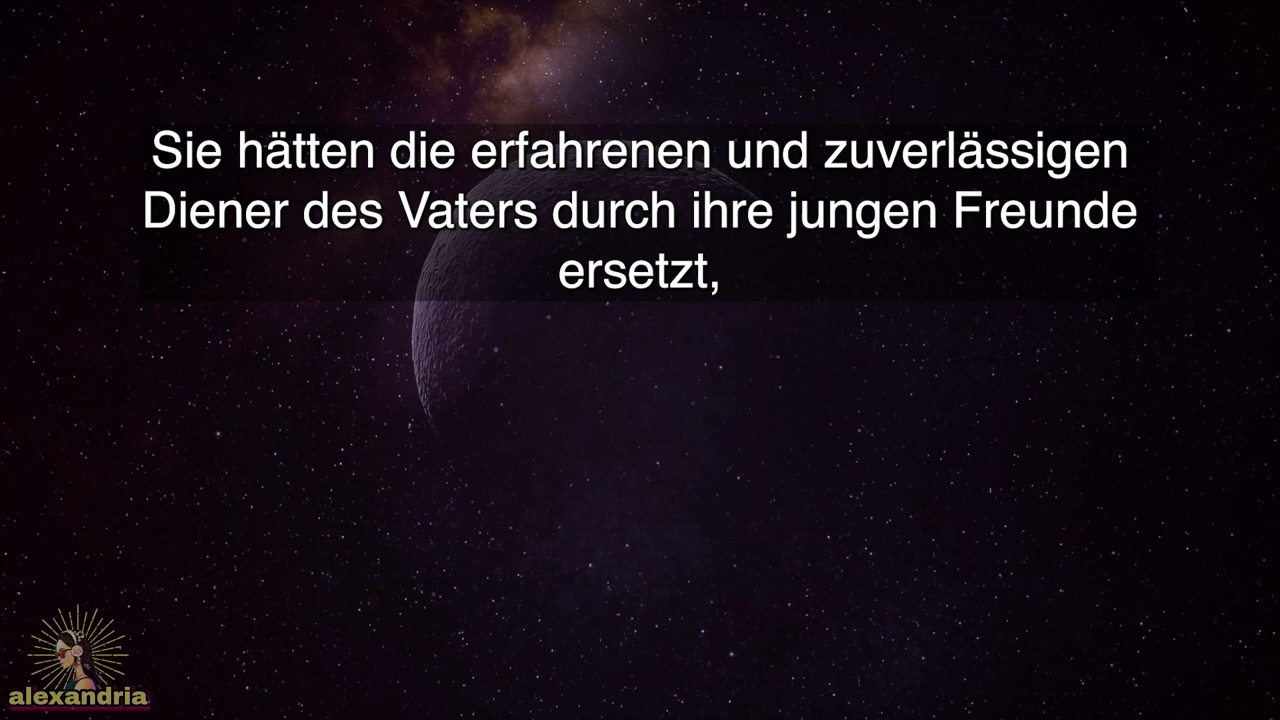 Sie hätten die erfahrenen und zuverlässigen
Diener des Vaters durch ihre jungen Freunde
ersetzt,
alexandria